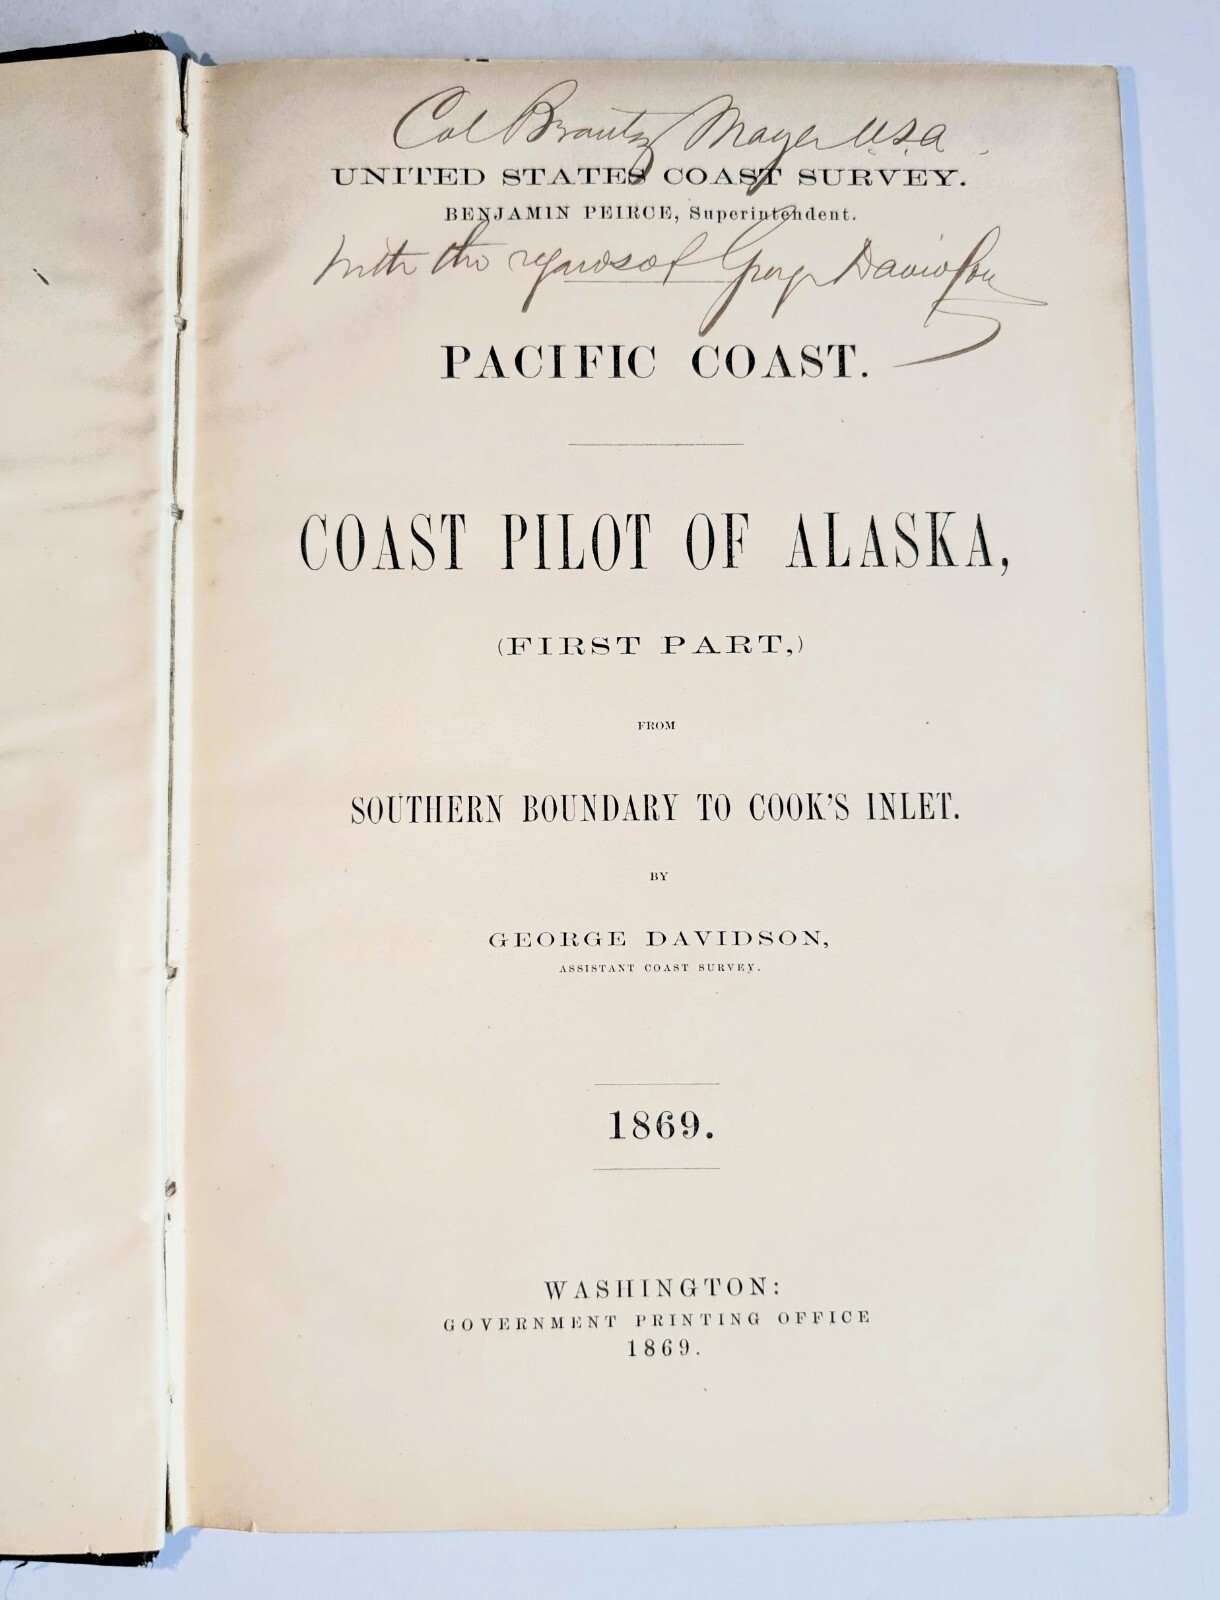 Col Brantz Mayer U.S.A
UNITED STATES COAST SURVEY.
BENJAMIN PEIRCE, Superintendent.
With the regards of George Davidson
PACIFIC COAST.
COAST PILOT OF ALASKA,
(FIRST PART,)
FROM
SOUTHERN BOUNDARY TO COOK'S INLET.
BY
GEORGE DAVIDSON,
ASSISTANT COAST SURVEY.
1869.
WASHINGTON:
GOVERNMENT PRINTING OFFICE
1869.